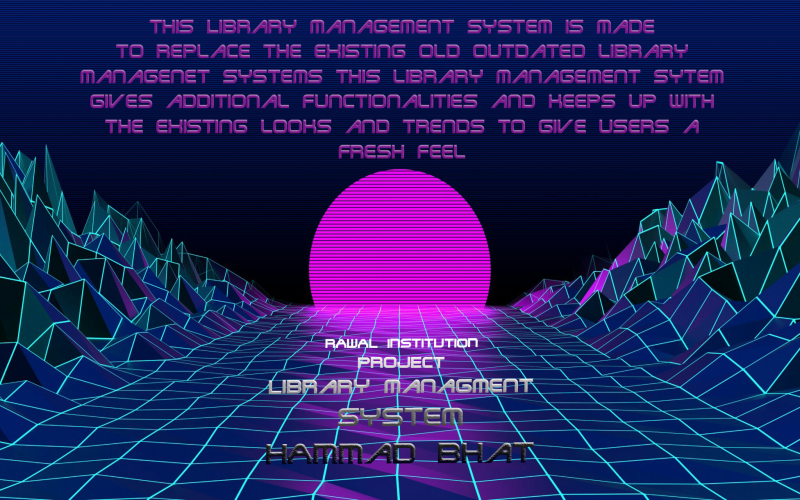 THIS LIBRARY MANAGEMENT SYSTEM IS MADE
TO REPLACE THE EXISTING OLD OUTDATED LIBRARY
MANAGENET SYSTEMS THIS LIBRARY MANAGEMENT SYTEM
GIVES ADDITIONAL FUNCTIONALITIES AND KEEPS UP WITH
THE EXISTING LOOKS AND TRENDS TO GIVE USERS A
FRESH FEEL
RAWAL INSTITUTION
PROJECT
LIBRARY MANAGMENT
SYSTEM
HAMMAD BHAT